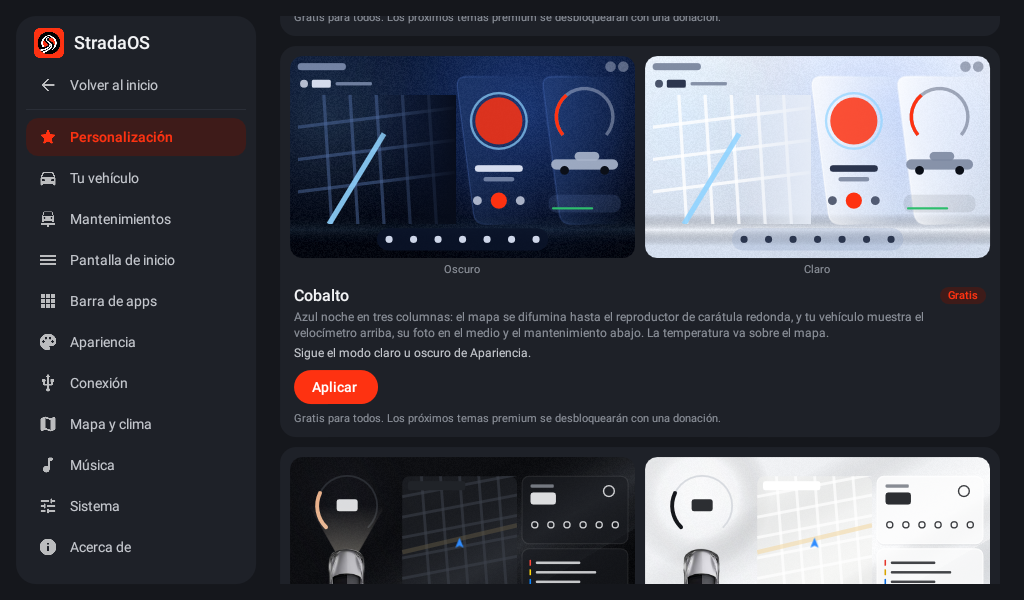 StradaOS
Volver al inicio
Personalización
Tu vehículo
Mantenimientos
Pantalla de inicio
Barra de apps
Apariencia
Conexión
Mapa y clima
Música
Sistema
Acerca de
Gratis para todos. Los próximos temas premium se desbloquearán con una donación.
Oscuro
Claro
Cobalto
Gratis
Azul noche en tres columnas: el mapa se difumina hasta el reproductor de carátula redonda, y tu vehículo muestra el
velocímetro arriba, su foto en el medio y el mantenimiento abajo. La temperatura va sobre el mapa.
Sigue el modo claro u oscuro de Apariencia.
Aplicar
Gratis para todos. Los próximos temas premium se desbloquearán con una donación.